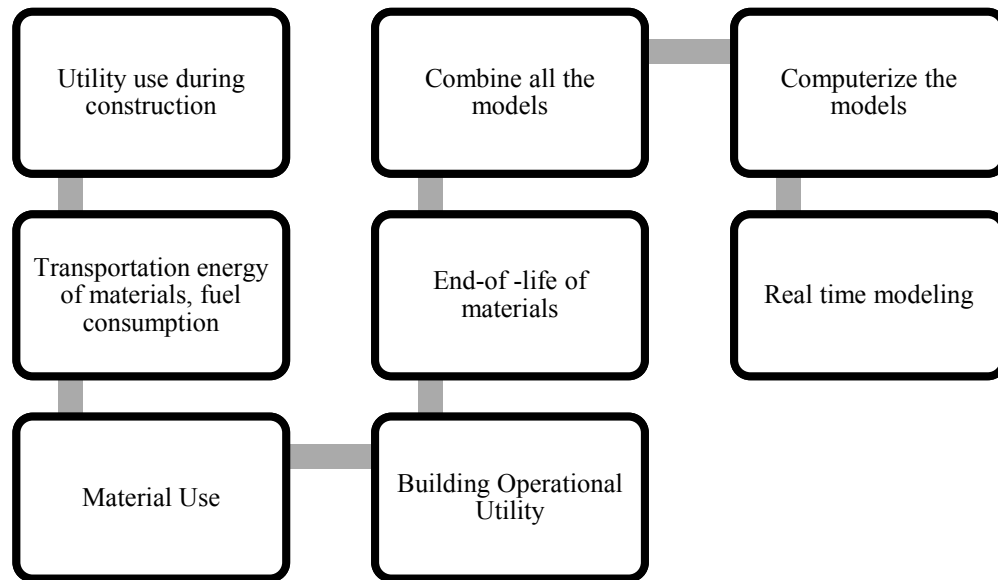 Utility use during
construction
Transportation energy
of materials, fuel
consumption
Material Use
Building Operational
Utility
End-of -life of
materials
Combine all the
models
Computerize the
models
Real time modeling